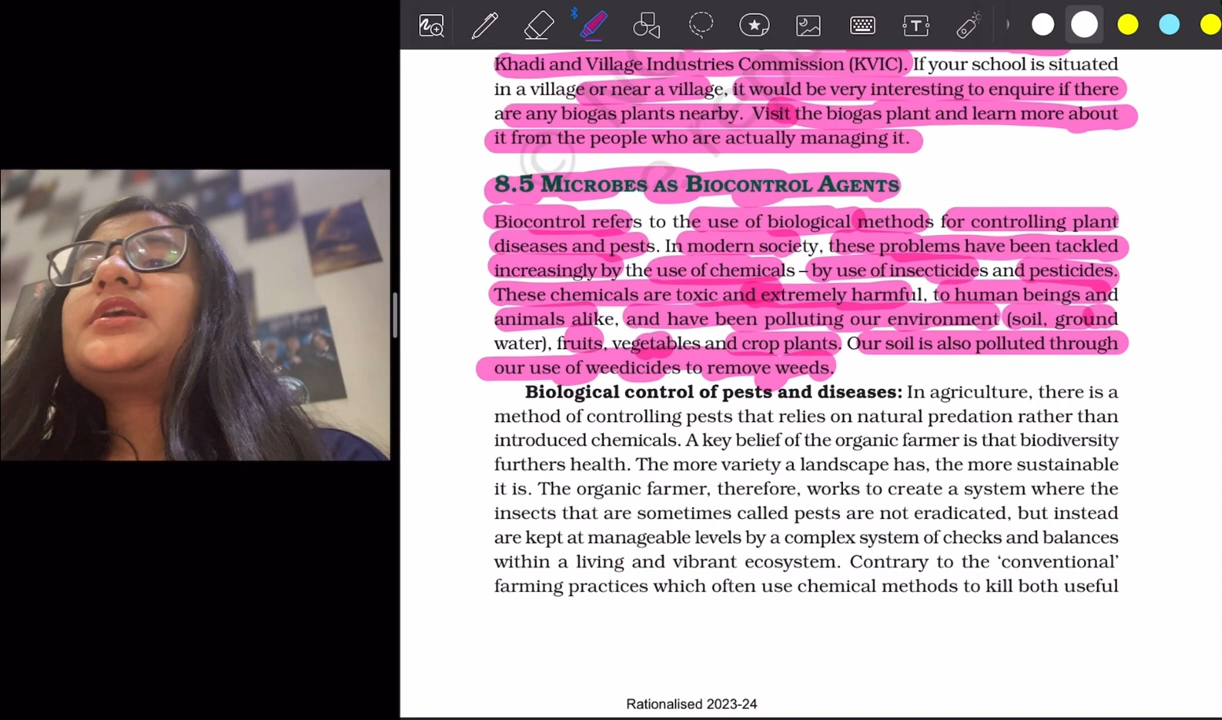 Khadi and Village Industries Commission (KVIC). If your school is situated
in a village or near a village, it would be very interesting to enquire if there
are any biogas plants nearby. Visit the biogas plant and learn more about
it from the people who are actually managing it.
8.5 MICROBES AS BIOCONTROL AGENTS
Biocontrol refers to the use of biological methods for controlling plant
diseases and pests. In modern society, these problems have been tackled
increasingly by the use of chemicals – by use of insecticides and pesticides.
These chemicals are toxic and extremely harmful, to human beings and
animals alike, and have been polluting our environment (soil, ground
water), fruits, vegetables and crop plants. Our soil is also polluted through
our use of weedicides to remove weeds.
Biological control of pests and diseases: In agriculture, there is a
method of controlling pests that relies on natural predation rather than
introduced chemicals. A key belief of the organic farmer is that biodiversity
furthers health. The more variety a landscape has, the more sustainable
it is. The organic farmer, therefore, works to create a system where the
insects that are sometimes called pests are not eradicated, but instead
are kept at manageable levels by a complex system of checks and balances
within a living and vibrant ecosystem. Contrary to the ‘conventional’
farming practices which often use chemical methods to kill both useful
Rationalised 2023-24